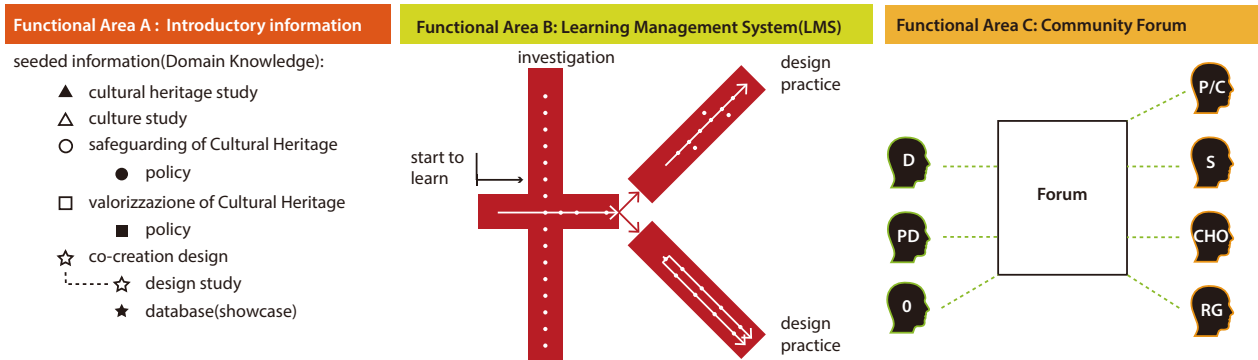 Functional Area A : Introductory information
seeded information(Domain Knowledge):
cultural heritage study
culture study
safeguarding of Cultural Heritage
policy
valorizzazione of Cultural Heritage
policy
co-creation design
design study
database(showcase)
Functional Area B: Learning Management System(LMS)
investigation
design
practice
start to
learn
design
practice
Functional Area C: Community Forum
P/C
D
S
Forum
PD
CHO
0
RG